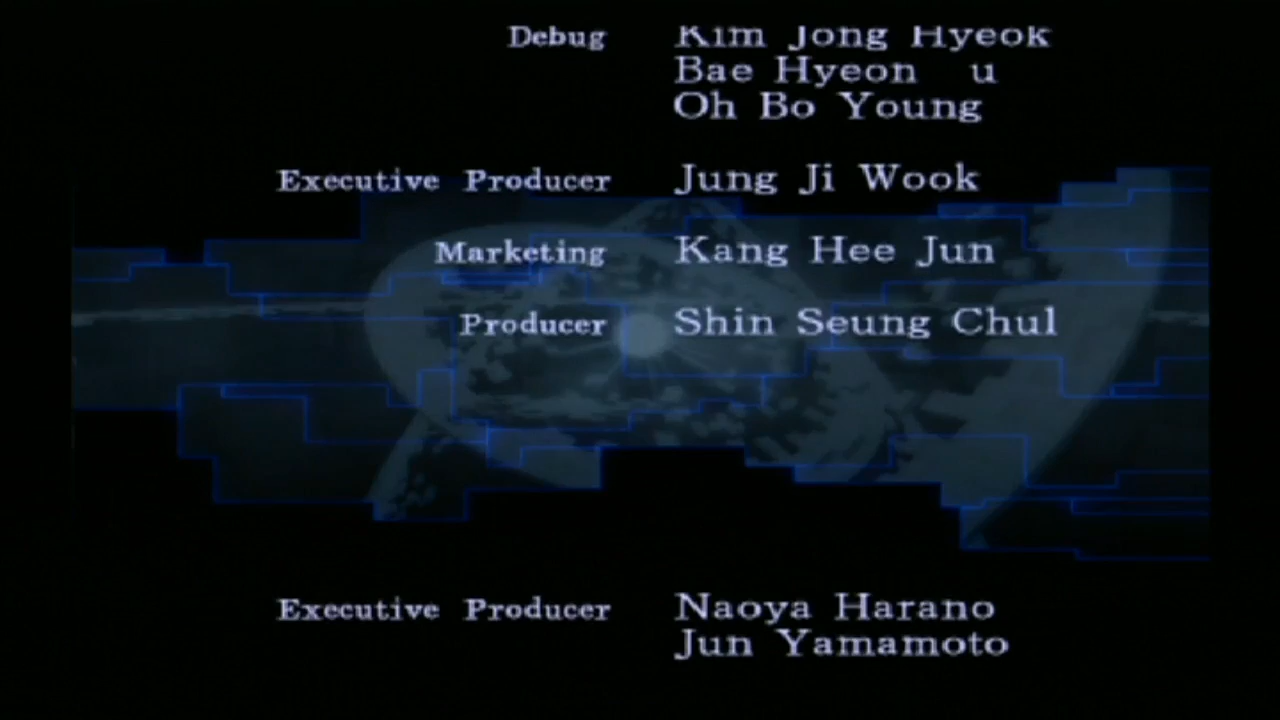 Debug Kim Jong Hyeok
Bae Hyeon u
Oh Bo Young
Executive Producer Jung Ji Wook
Marketing Kang Hee Jun
Producer Shin Seung Chul
Executive Producer Naoya Harano
Jun Yamamoto